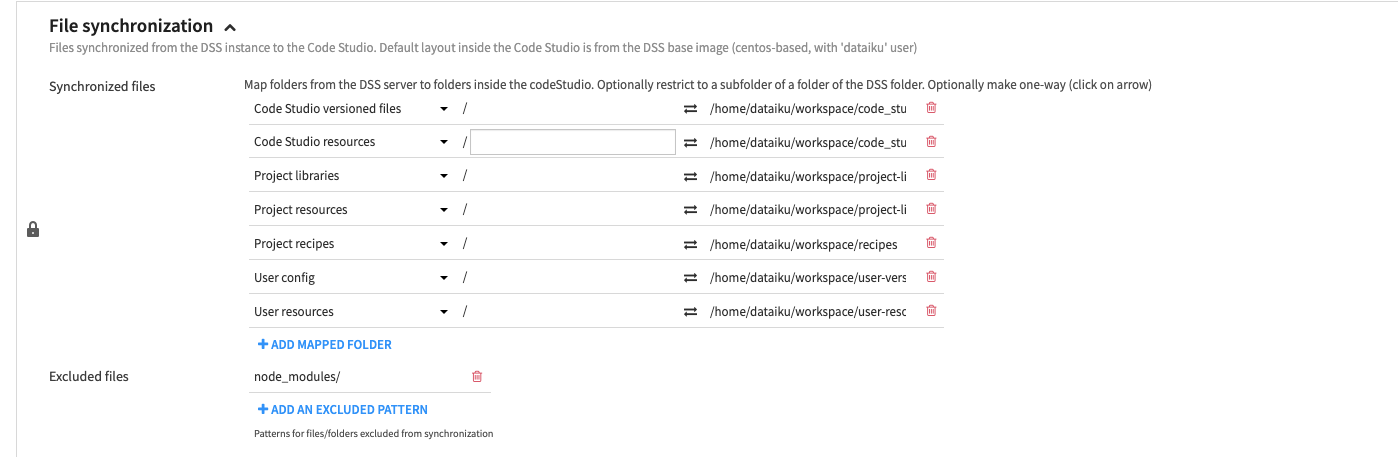 File synchronization
Files synchronized from the DSS instance to the Code Studio. Default layout inside the Code Studio is from the DSS base image (centos-based, with 'dataiku' user)
Synchronized files
Map folders from the DSS server to folders inside the codeStudio. Optionally restrict to a subfolder of a folder of the DSS folder. Optionally make one-way (click on arrow)
Code Studio versioned files / /home/dataiku/workspace/code_stu
Code Studio resources / /home/dataiku/workspace/code_stu
Project libraries / /home/dataiku/workspace/project-li
Project resources / /home/dataiku/workspace/project-li
Project recipes / /home/dataiku/workspace/recipes
User config / /home/dataiku/workspace/user-vers
User resources / /home/dataiku/workspace/user-resc
+ ADD MAPPED FOLDER
Excluded files
node_modules/
+ ADD AN EXCLUDED PATTERN
Patterns for files/folders excluded from synchronization